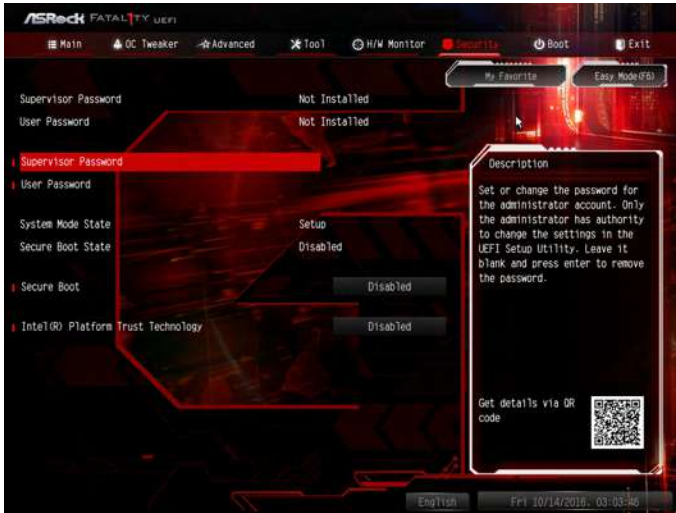 ASRock FATAL1TY UEFI
Main OC Tweaker Advanced Tool H/W Monitor Security Boot Exit
My Favorite Easy Mode(F6)
Supervisor Password Not Installed
User Password Not Installed
Supervisor Password
User Password
System Mode State Setup
Secure Boot State Disabled
Secure Boot Disabled
Intel(R) Platform Trust Technology Disabled
Description
Set or change the password for
the administrator account. Only
the administrator has authority
to change the settings in the
UEFI Setup Utility. Leave it
blank and press enter to remove
the password.
Get details via QR
code
English Fri 10/14/2016. 03:03:46